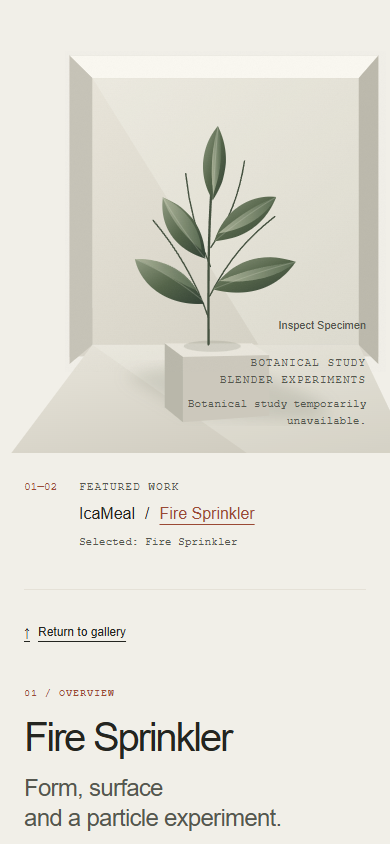 Inspect Specimen
BOTANICAL STUDY
BLENDER EXPERIMENTS
Botanical study temporarily
unavailable.
01—02 FEATURED WORK
IcaMeal / Fire Sprinkler
Selected: Fire Sprinkler
↑ Return to gallery
01 / OVERVIEW
Fire Sprinkler
Form, surface
and a particle experiment.